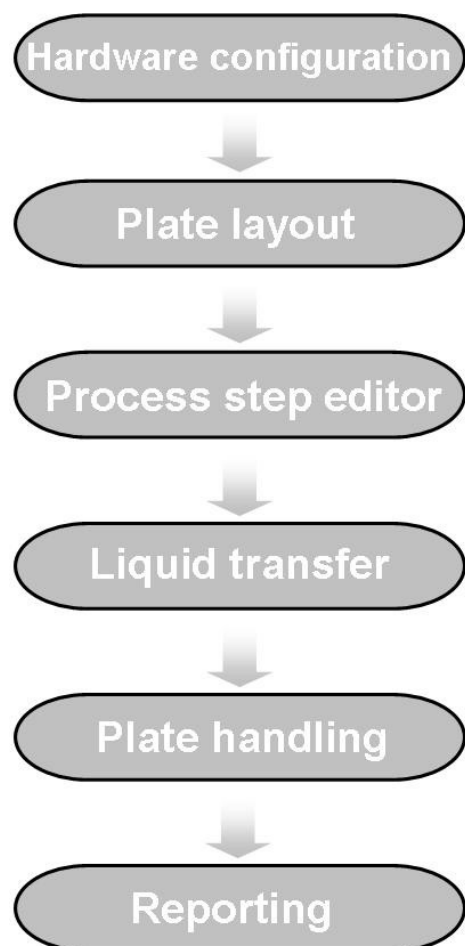 Hardware configuration
Plate layout
Process step editor
Liquid transfer
Plate handling
Reporting